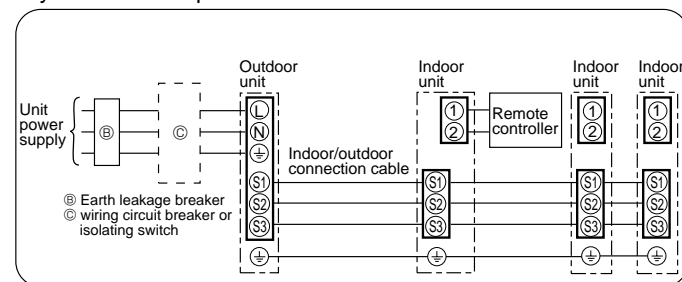 Outdoor
unit
Indoor
unit
Indoor
unit
Indoor
unit
Unit
power
supply
Ⓑ
Ⓒ
L
N
S1
S2
S3
Indoor/outdoor
connection cable
1
2
Remote
controller
S1
S2
S3
1
2
S1
S2
S3
1
2
S1
S2
S3
Ⓑ Earth leakage breaker
Ⓒ wiring circuit breaker or
isolating switch